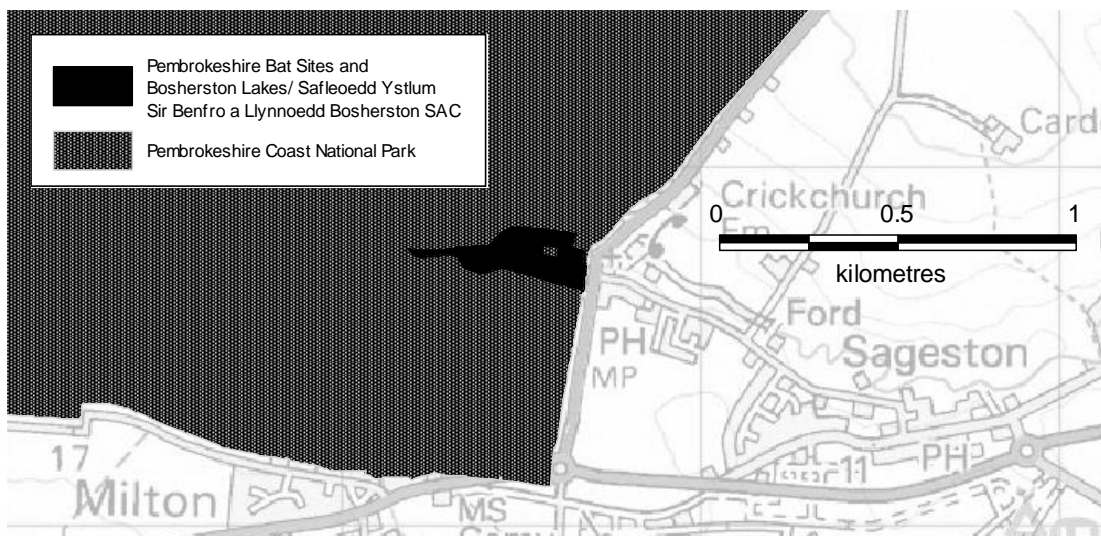 Pembrokeshire Bat Sites and
Bosherston Lakes/ Safleoedd Ystlum
Sir Benfro a Llynnoedd Bosherston SAC
Pembrokeshire Coast National Park
Crickchurch
Fm
0 0.5 1
kilometres
Ford
PH
Sageston
MP
17
11
PH
Milton
MS